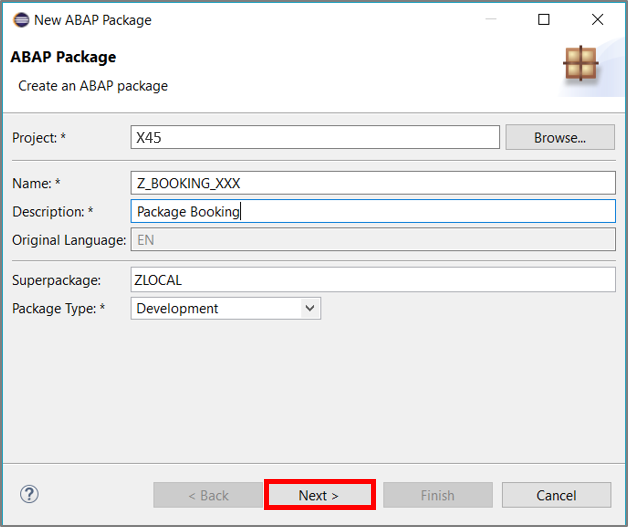 New ABAP Package
ABAP Package
Create an ABAP package
Project: * X45 Browse...
Name: * Z_BOOKING_XXX
Description: * Package Booking
Original Language: EN
Superpackage: ZLOCAL
Package Type: * Development
? < Back Next > Finish Cancel